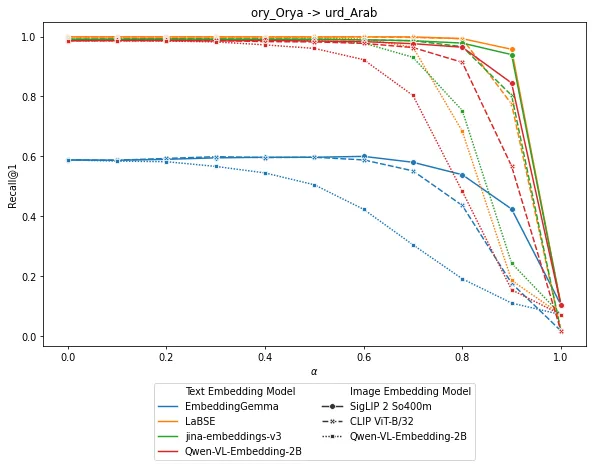 ory_Orya -> urd_Arab
Recall@1
1.0
0.8
0.6
0.4
0.2
0.0
0.0 0.2 0.4 0.6 0.8 1.0
α
Text Embedding Model
EmbeddingGemma
LaBSE
jina-embeddings-v3
Qwen-VL-Embedding-2B
Image Embedding Model
SigLIP 2 So400m
CLIP ViT-B/32
Qwen-VL-Embedding-2B